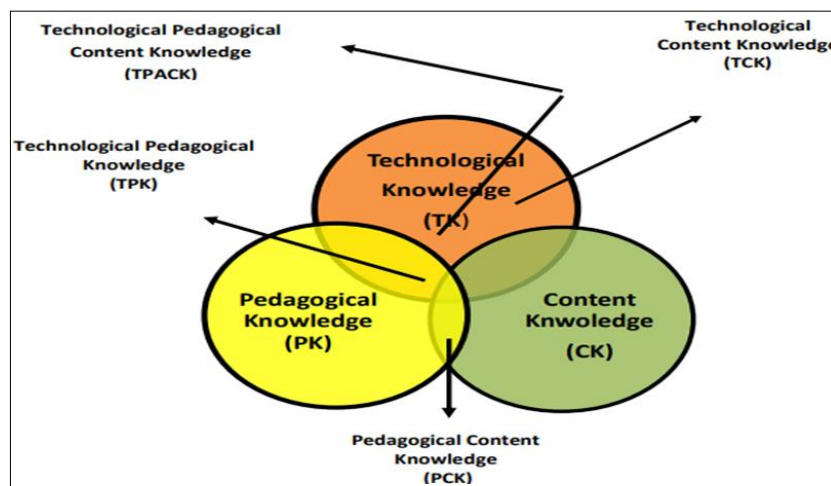 Technological Pedagogical
Content Knowledge
(TPACK)
Technological
Content Knowledge
(TCK)
Technological Pedagogical
Knowledge
(TPK)
Technological
Knowledge
(TK)
Pedagogical
Knowledge
(PK)
Content
Knwoledge
(CK)
Pedagogical Content
Knowledge
(PCK)